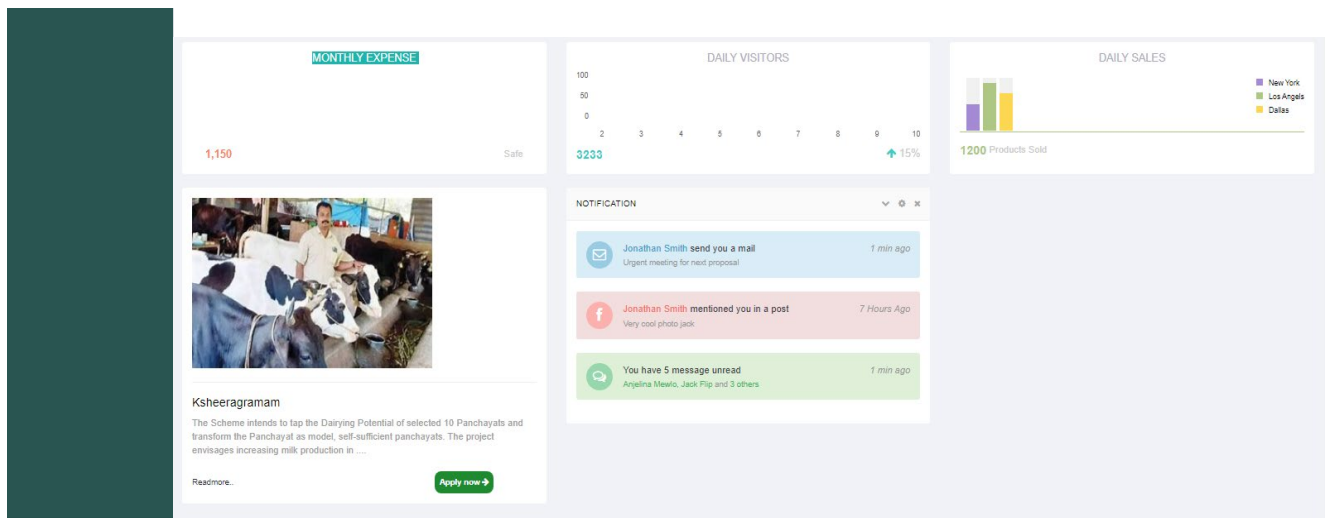 MONTHLY EXPENSE
1,150
Safe
DAILY VISITORS
100
50
0
2 3 4 5 6 7 8 9 10
3233
15%
DAILY SALES
New York
Los Angels
Dallas
1200 Products Sold
Ksheeragramam
The Scheme intends to tap the Dairying Potential of selected 10 Panchayats and
transform the Panchayat as model, self-sufficient panchayats. The project
envisages increasing milk production in ....
Readmore..
Apply now
NOTIFICATION
Jonathan Smith send you a mail
1 min ago
Urgent meeting for next proposal
Jonathan Smith mentioned you in a post
7 Hours Ago
Very cool photo jack
You have 5 message unread
1 min ago
Anjelina Mewlo, Jack Flip and 3 others